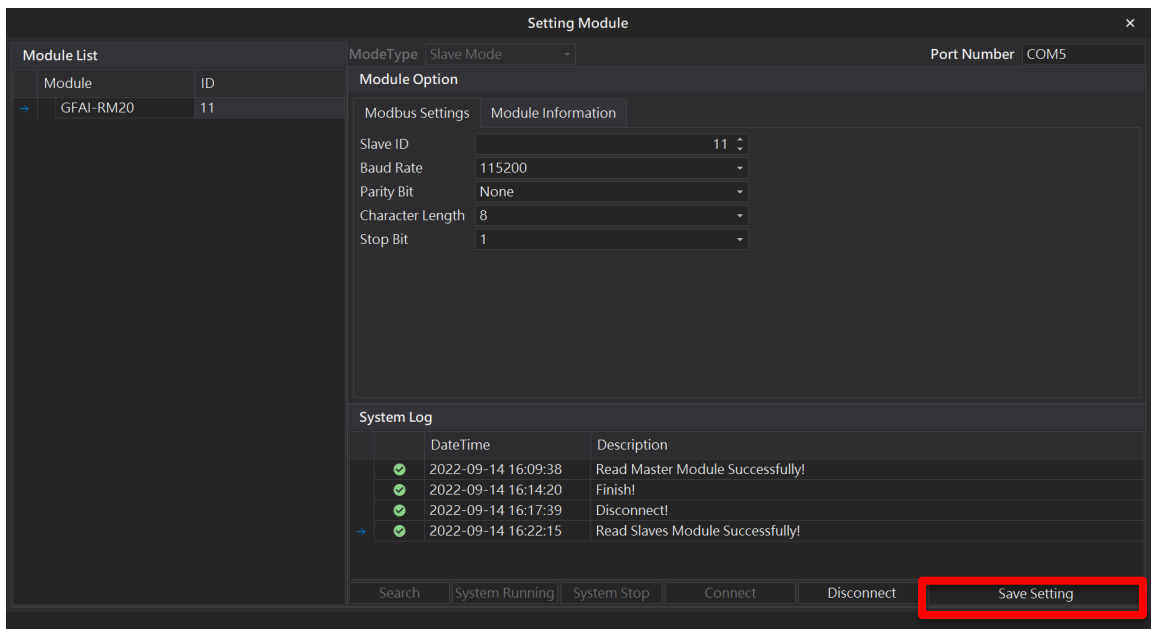 Setting Module
Module List
ModeType Slave Mode
Port Number COM5
Module ID
GFAI-RM20 11
Module Option
Modbus Settings Module Information
Slave ID 11
Baud Rate 115200
Parity Bit None
Character Length 8
Stop Bit 1
System Log
DateTime Description
2022-09-14 16:09:38 Read Master Module Successfully!
2022-09-14 16:14:20 Finish!
2022-09-14 16:17:39 Disconnect!
2022-09-14 16:22:15 Read Slaves Module Successfully!
Search System Running System Stop Connect Disconnect Save Setting